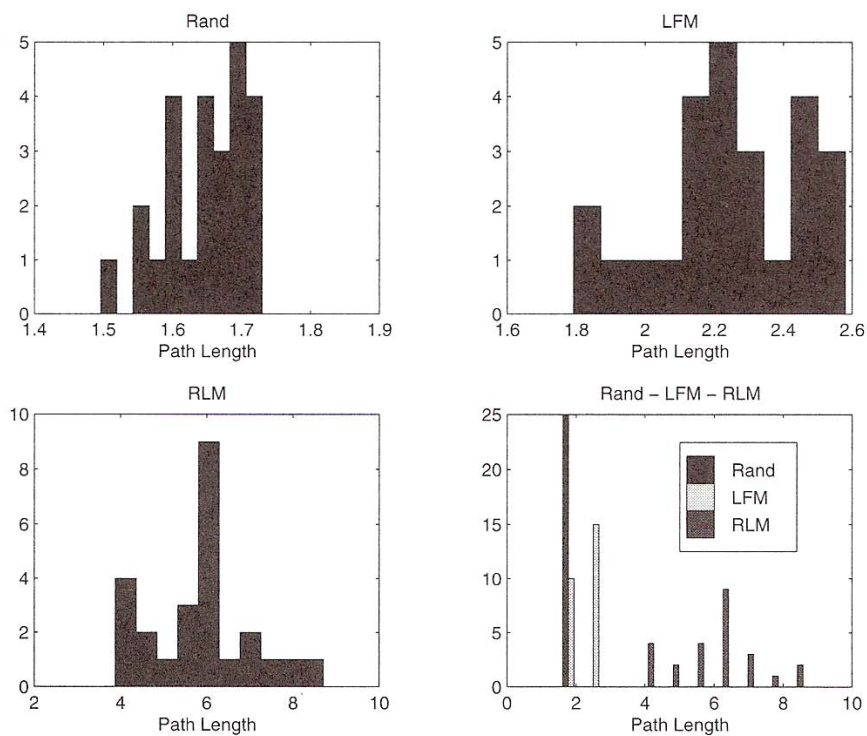 Rand
5
4
3
2
1
0
1.4 1.5 1.6 1.7 1.8 1.9
Path Length
LFM
5
4
3
2
1
0
1.6 1.8 2 2.2 2.4 2.6
Path Length
RLM
10
8
6
4
2
0
2 4 6 8 10
Path Length
Rand – LFM – RLM
25
20
15
10
5
0
0 2 4 6 8 10
Path Length
Rand
LFM
RLM